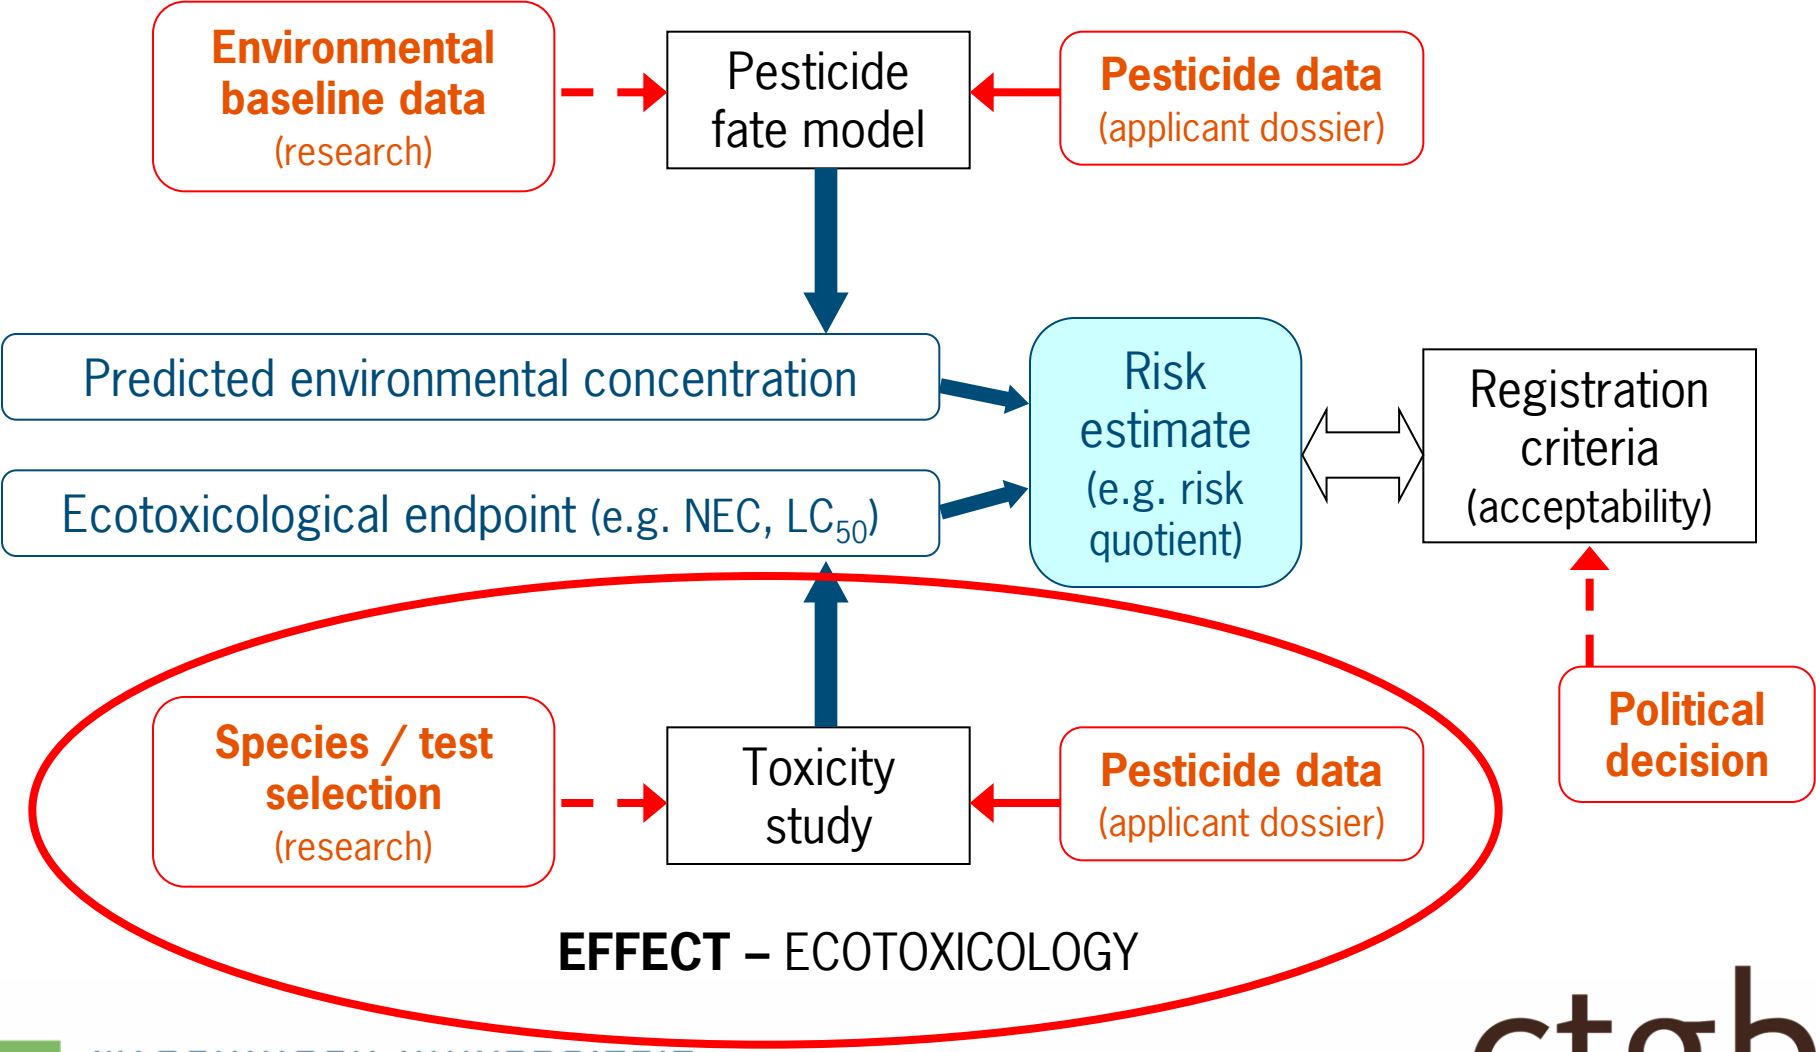 Environmental
baseline data
(research)
Pesticide
fate model
Pesticide data
(applicant dossier)
Predicted environmental concentration
Ecotoxicological endpoint (e.g. NEC, LC50)
Risk
estimate
(e.g. risk
quotient)
Registration
criteria
(acceptability)
Species / test
selection
(research)
Toxicity
study
Pesticide data
(applicant dossier)
Political
decision
EFFECT – ECOTOXICOLOGY
ctgb